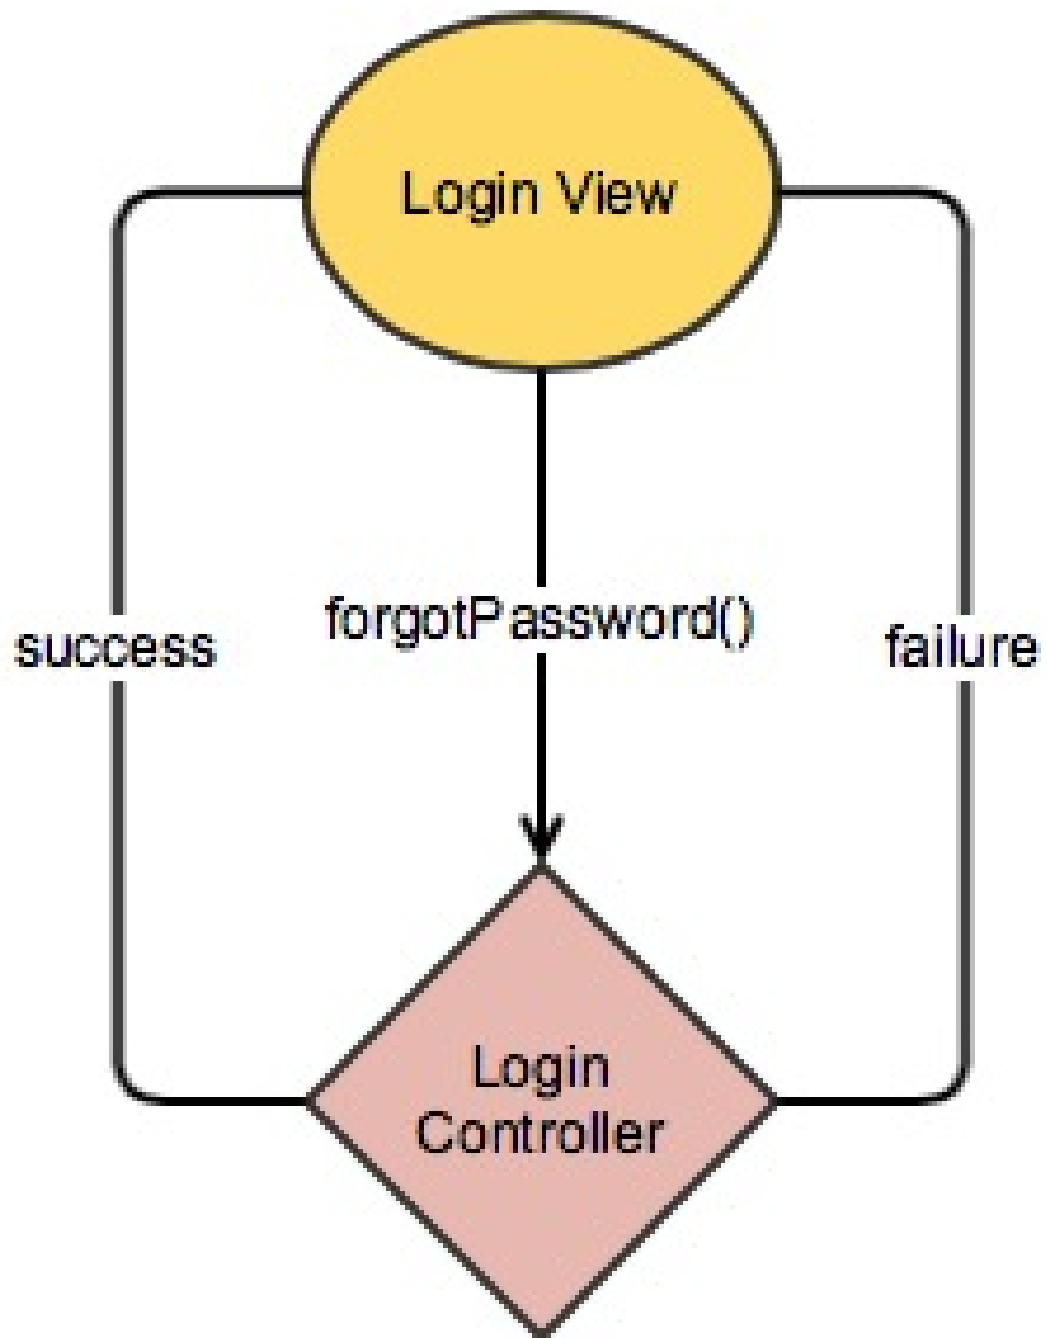 Login View
forgotPassword()
success
failure
Login
Controller